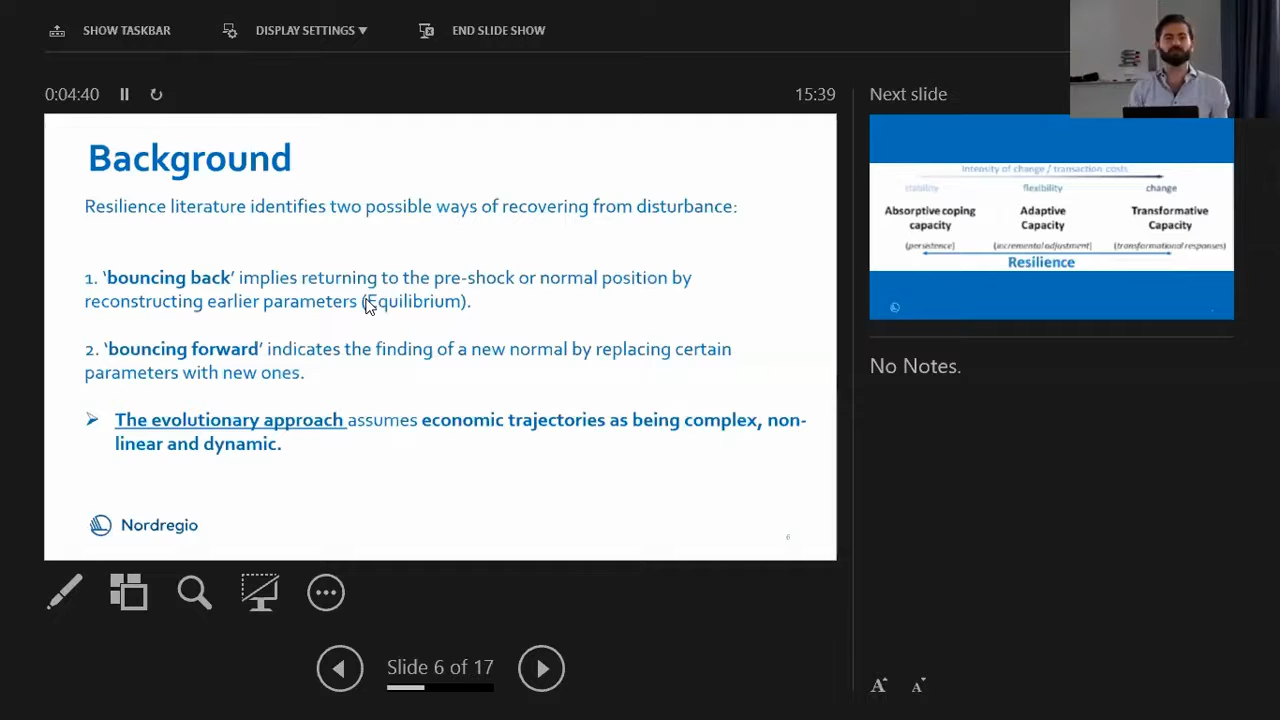 SHOW TASKBAR
DISPLAY SETTINGS ▼
END SLIDE SHOW
0:04:40
15:39
Next slide
Background
Resilience literature identifies two possible ways of recovering from disturbance:
1. ‘bouncing back’ implies returning to the pre-shock or normal position by
reconstructing earlier parameters (Equilibrium).
2. ‘bouncing forward’ indicates the finding of a new normal by replacing certain
parameters with new ones.
➢ The evolutionary approach assumes economic trajectories as being complex, non-
linear and dynamic.
Nordregio
6
Intensity of change / transaction costs
stability flexibility change
Absorptive coping Adaptive Transformative
capacity Capacity Capacity
(persistence) (incremental adjustment) (transformational responses)
Resilience
No Notes.
Slide 6 of 17
A A